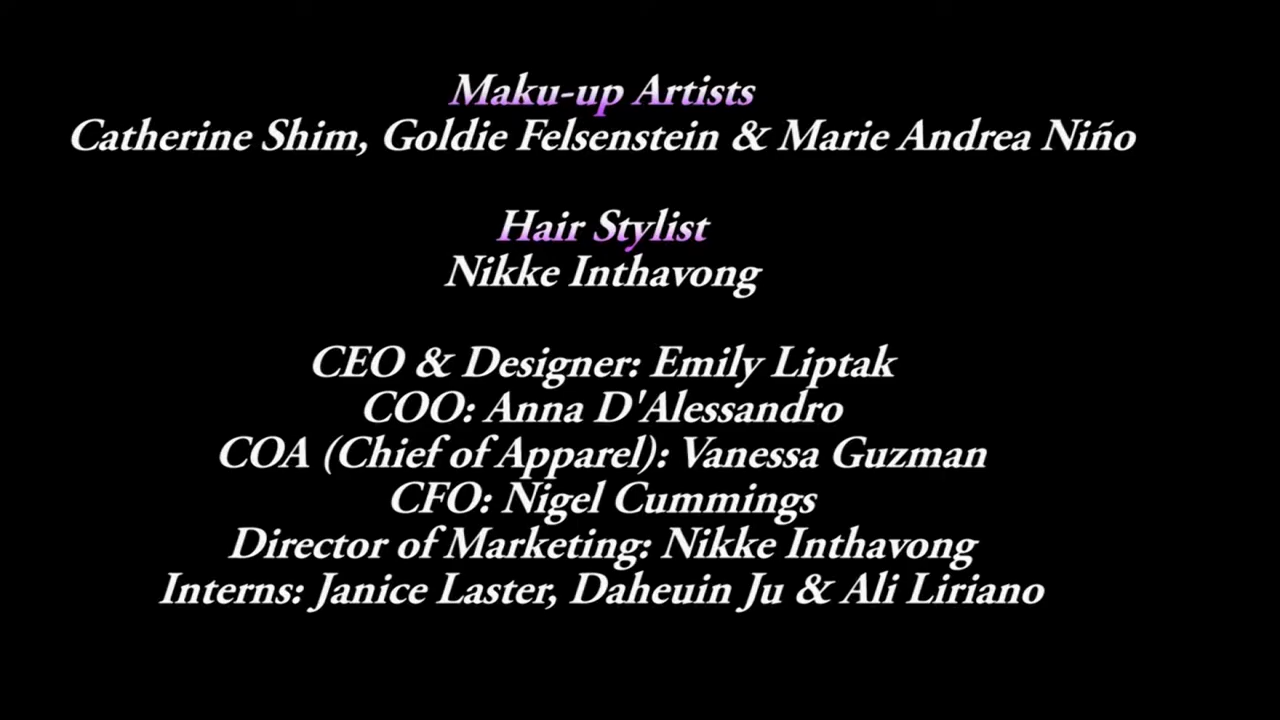 Maku-up Artists
Catherine Shim, Goldie Felsenstein & Marie Andrea Niño
Hair Stylist
Nikke Inthavong
CEO & Designer: Emily Liptak
COO: Anna D'Alessandro
COA (Chief of Apparel): Vanessa Guzman
CFO: Nigel Cummings
Director of Marketing: Nikke Inthavong
Interns: Janice Laster, Daheuin Ju & Ali Liriano